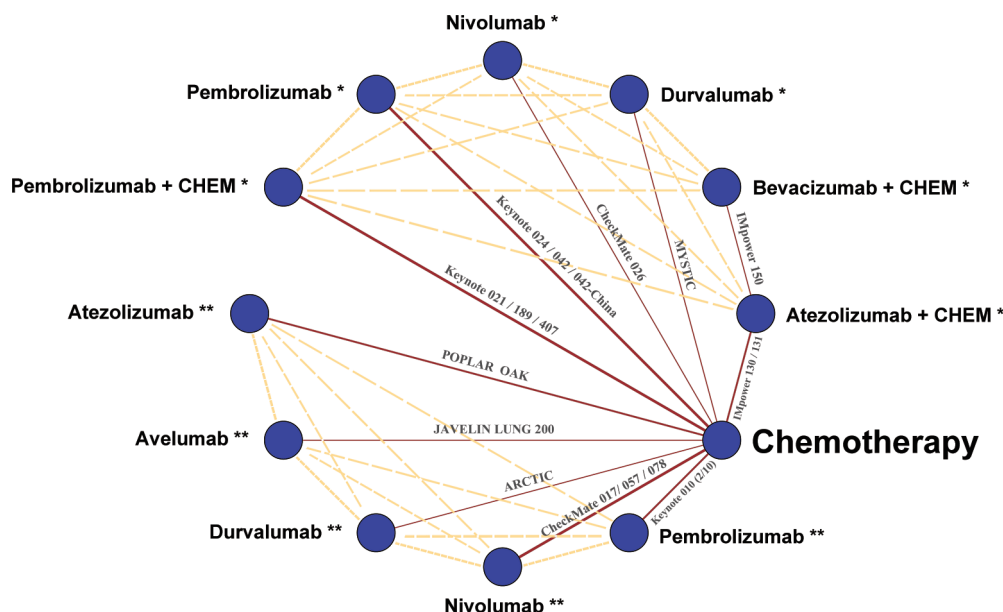 Nivolumab *
Pembrolizumab *
Durvalumab *
Pembrolizumab + CHEM *
Bevacizumab + CHEM *
Keynote 024 / 042 / 042-China
CheckMate 026
MYSTIC
IMpower 150
Keynote 021 / 189 / 407
Atezolizumab **
Atezolizumab + CHEM *
POPLAR OAK
IMpower 130 / 131
Avelumab **
JAVELIN LUNG 200
Chemotherapy
ARCTIC
CheckMate 017/ 057 / 078
Keynote 010 (2/10)
Durvalumab **
Pembrolizumab **
Nivolumab **